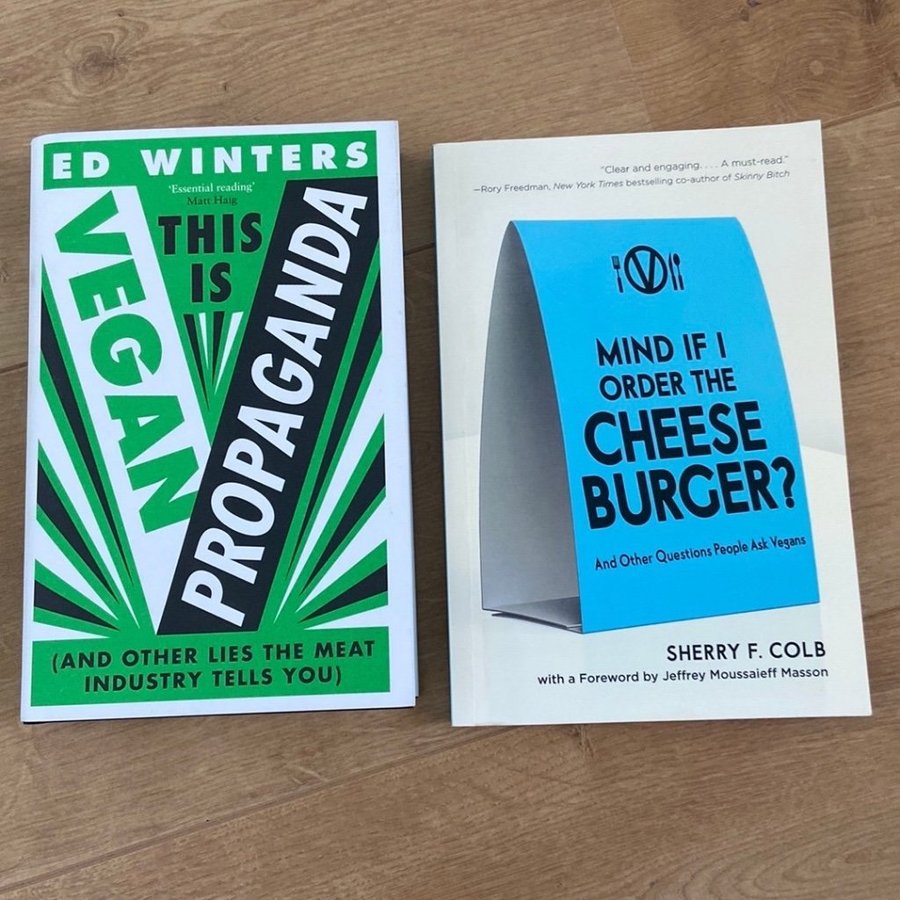 ED WINTERS
'Essential reading'
Matt Haig
VEGAN
THIS
IS
PROPAGANDA
(AND OTHER LIES THE MEAT
INDUSTRY TELLS YOU)
"Clear and engaging. . . . A must-read."
—Rory Freedman, New York Times bestselling co-author of Skinny Bitch
V
MIND IF I
ORDER THE
CHEESE
BURGER?
And Other Questions People Ask Vegans
SHERRY F. COLB
with a Foreword by Jeffrey Moussaieff Masson